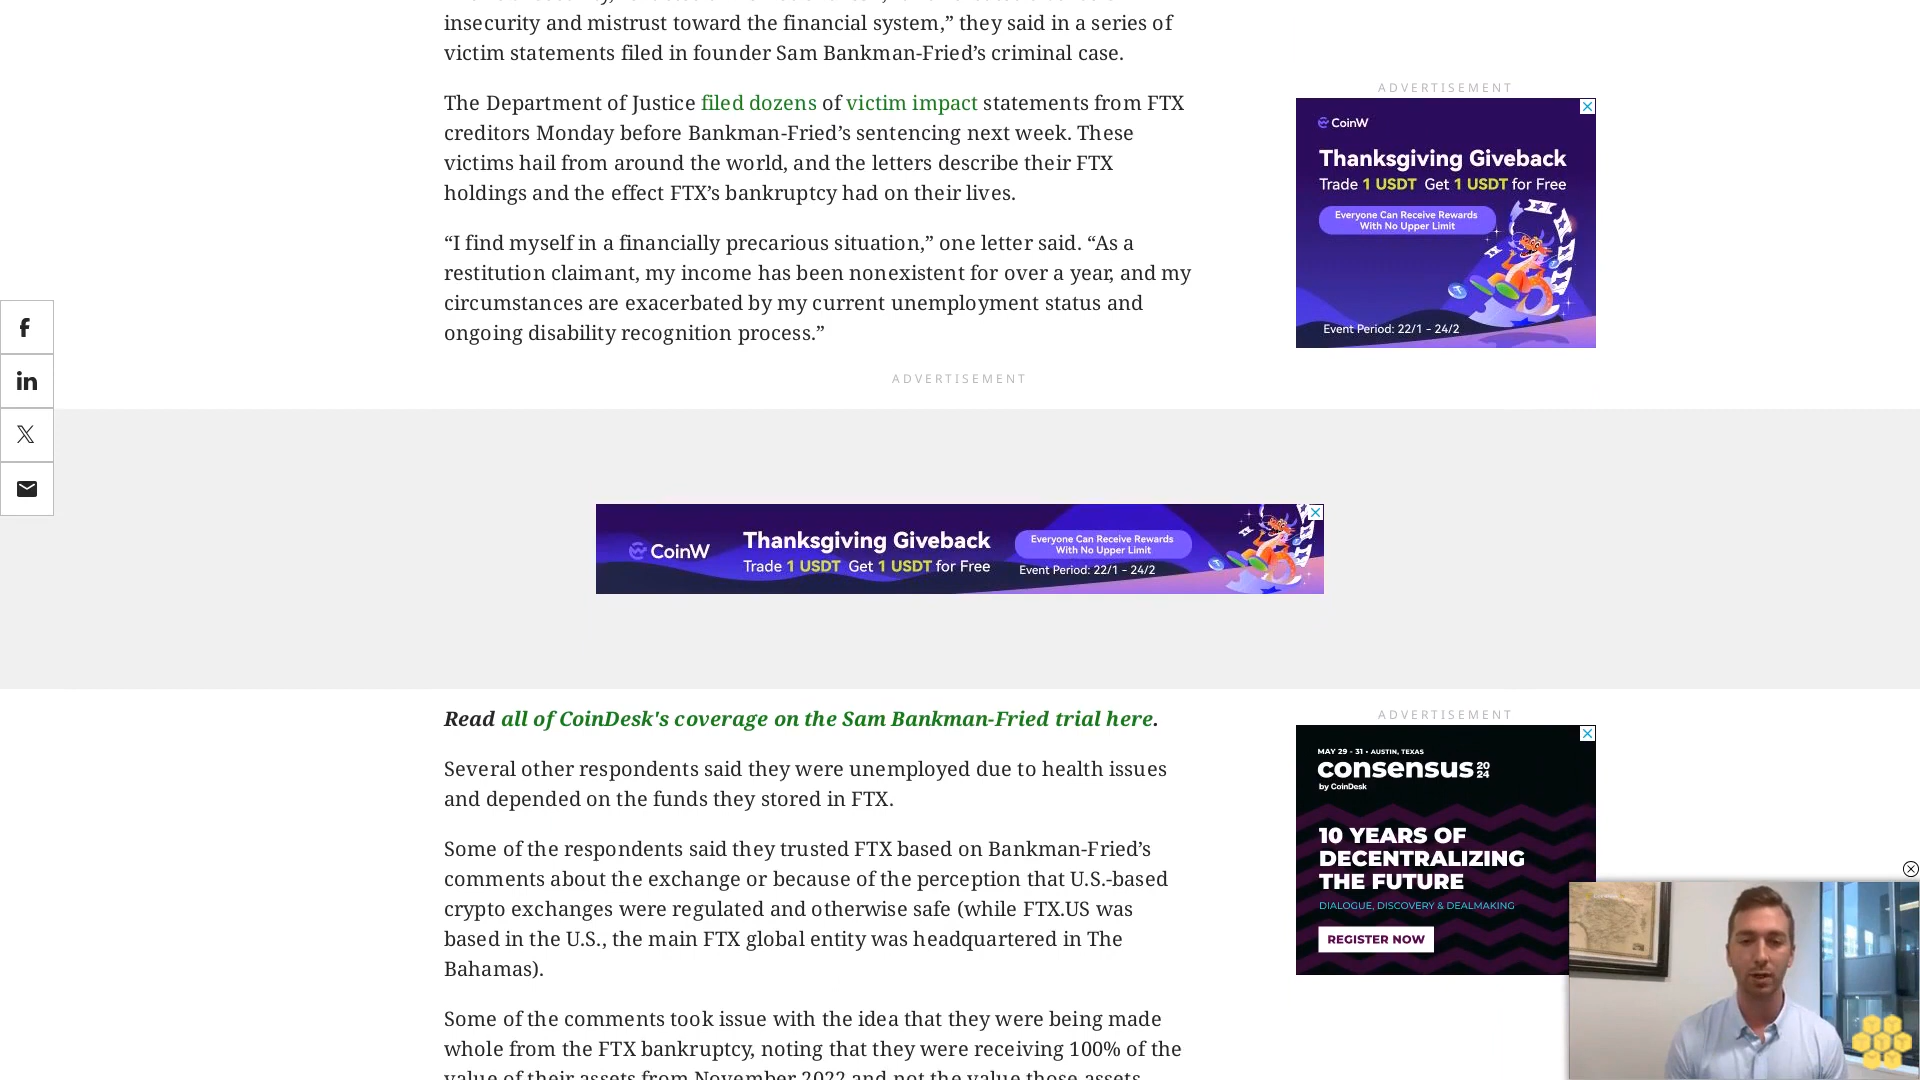 insecurity and mistrust toward the financial system,” they said in a series of
victim statements filed in founder Sam Bankman-Fried’s criminal case.
The Department of Justice filed dozens of victim impact statements from FTX
creditors Monday before Bankman-Fried’s sentencing next week. These
victims hail from around the world, and the letters describe their FTX
holdings and the effect FTX’s bankruptcy had on their lives.
“I find myself in a financially precarious situation,” one letter said. “As a
restitution claimant, my income has been nonexistent for over a year, and my
circumstances are exacerbated by my current unemployment status and
ongoing disability recognition process.”
ADVERTISEMENT
CoinW
Thanksgiving Giveback
Trade 1 USDT Get 1 USDT for Free
Everyone Can Receive Rewards
With No Upper Limit
Event Period: 22/1 - 24/2
ADVERTISEMENT
CoinW
Thanksgiving Giveback
Trade 1 USDT Get 1 USDT for Free
Everyone Can Receive Rewards
With No Upper Limit
Event Period: 22/1 - 24/2
Read all of CoinDesk's coverage on the Sam Bankman-Fried trial here.
Several other respondents said they were unemployed due to health issues
and depended on the funds they stored in FTX.
Some of the respondents said they trusted FTX based on Bankman-Fried’s
comments about the exchange or because of the perception that U.S.-based
crypto exchanges were regulated and otherwise safe (while FTX.US was
based in the U.S., the main FTX global entity was headquartered in The
Bahamas).
Some of the comments took issue with the idea that they were being made
whole from the FTX bankruptcy, noting that they were receiving 100% of the
value of their assets from November 2022 and not the value those assets
ADVERTISEMENT
MAY 29 - 31 • AUSTIN, TEXAS
consensus 2024
by CoinDesk
10 YEARS OF
DECENTRALIZING
THE FUTURE
DIALOGUE, DISCOVERY & DEALMAKING
REGISTER NOW